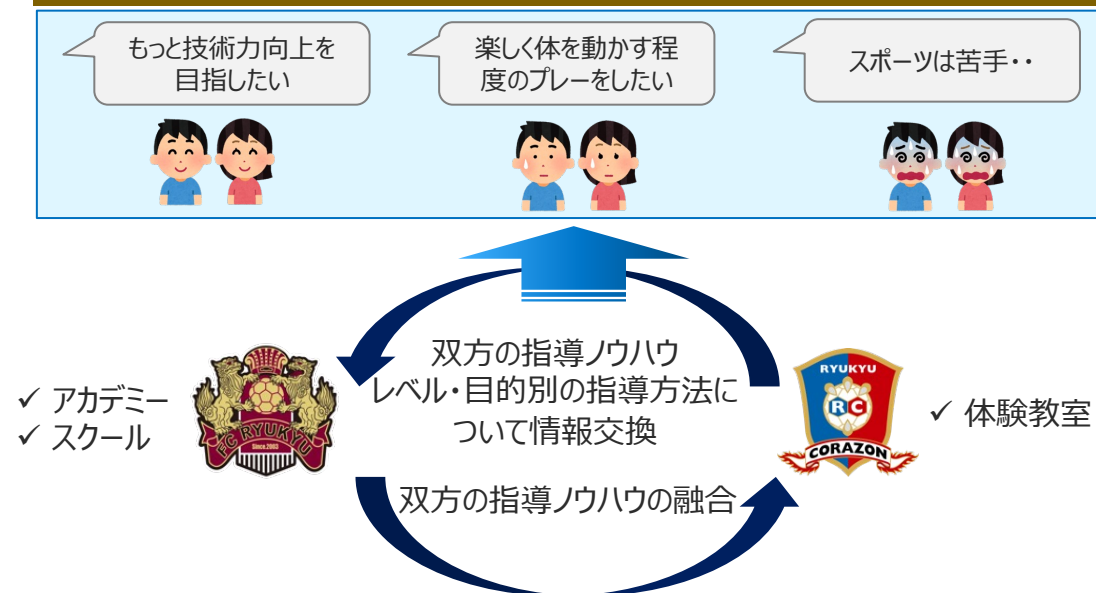 もっと技術力向上を
目指したい
楽しく体を動かす程
度のプレーをしたい
スポーツは苦手・・
双方の指導ノウハウ
レベル・目的別の指導方法に
ついて情報交換
✓ アカデミー
✓ スクール
FC RYUKYU
Since.2003
RYUKYU
RC
CORAZON
✓ 体験教室
双方の指導ノウハウの融合